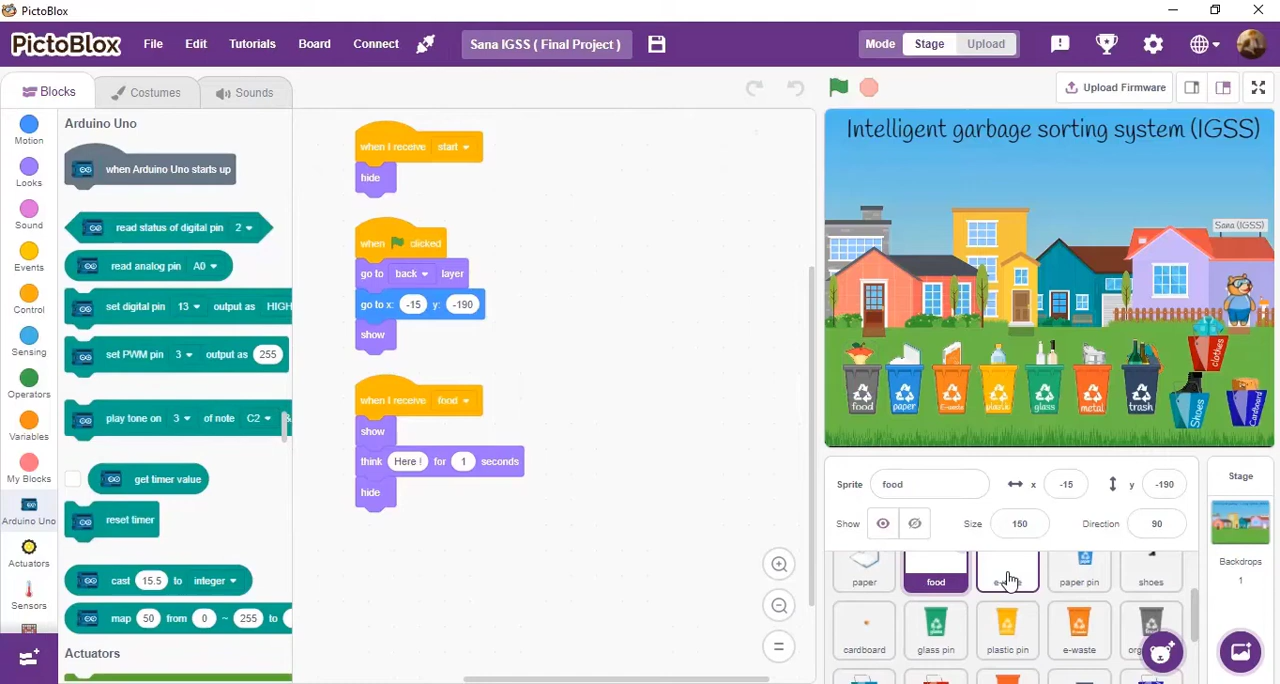 PictoBlox
PictoBlox File Edit Tutorials Board Connect Sana IGSS ( Final Project ) Mode Stage Upload
Blocks Costumes Sounds Upload Firmware
Motion
Looks
Sound
Events
Control
Sensing
Operators
Variables
My Blocks
Arduino Uno
Actuators
Sensors
Arduino Uno
when Arduino Uno starts up
read status of digital pin 2
read analog pin A0
set digital pin 13 output as HIGH
set PWM pin 3 output as 255
play tone on 3 of note C2
get timer value
reset timer
cast 15.5 to integer
map 50 from 0 ~ 255 to
Actuators
when I receive start
hide
when clicked
go to back layer
go to x: -15 y: -190
show
when I receive food
show
think Here ! for 1 seconds
hide
Intelligent garbage sorting system (IGSS)
Sana (IGSS)
clothes
food paper E-waste plastic glass metal trash Shoes Cardboard
Sprite food x -15 y -190
Show Size 150 Direction 90
paper food paper pin shoes
cardboard glass pin plastic pin e-waste
Stage
Backdrops
1